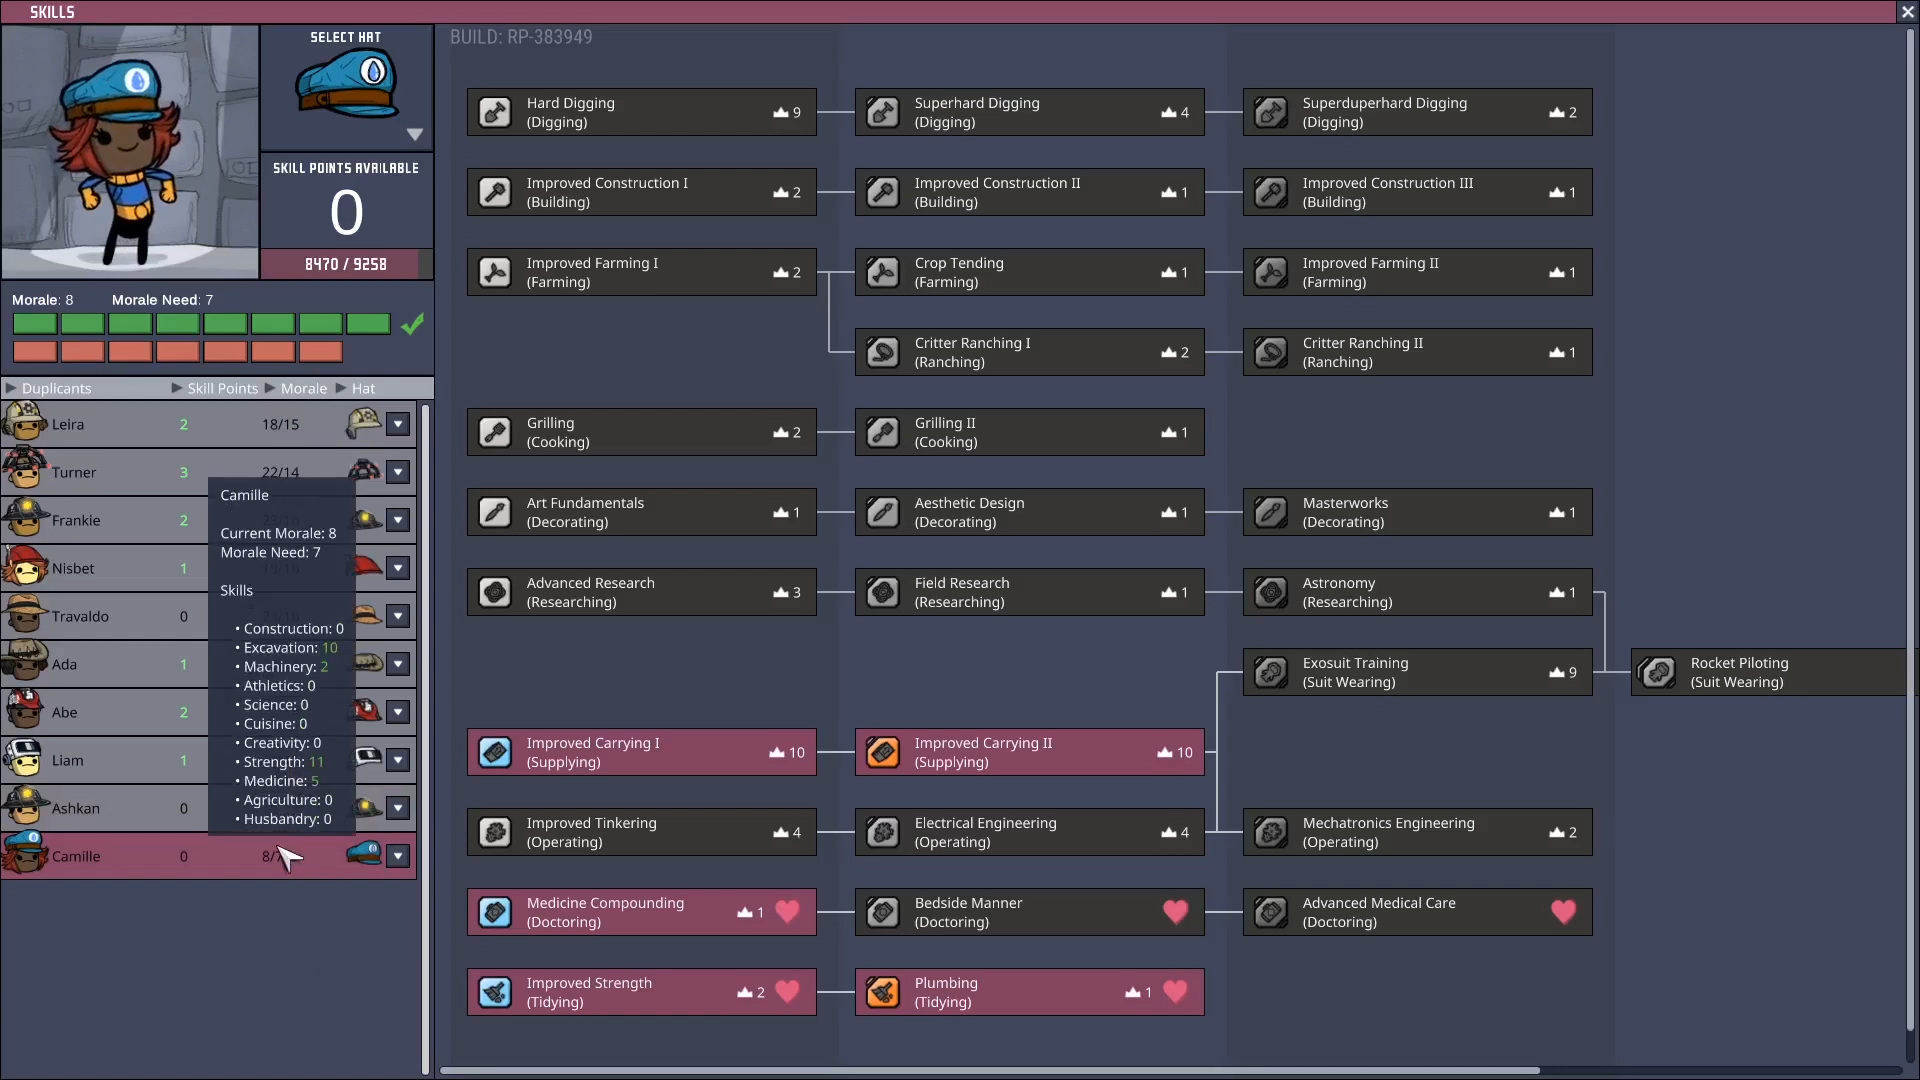 SKILLS
BUILD: RP-383949
SELECT HAT
SKILL POINTS AVAILABLE
0
8470 / 9258
Morale: 8 Morale Need: 7
Duplicants Skill Points Morale Hat
Leira 2 18/15
Turner 3 22/14
Frankie 2
Nisbet 1
Travaldo 0
Ada 1
Abe 2
Liam 1
Ashkan 0
Camille 0 8/
Camille
Current Morale: 8
Morale Need: 7
Skills
• Construction: 0
• Excavation: 10
• Machinery: 2
• Athletics: 0
• Science: 0
• Cuisine: 0
• Creativity: 0
• Strength: 11
• Medicine: 5
• Agriculture: 0
• Husbandry: 0
Hard Digging
(Digging)
9
Superhard Digging
(Digging)
4
Superduperhard Digging
(Digging)
2
Improved Construction I
(Building)
2
Improved Construction II
(Building)
1
Improved Construction III
(Building)
1
Improved Farming I
(Farming)
2
Crop Tending
(Farming)
1
Improved Farming II
(Farming)
1
Critter Ranching I
(Ranching)
2
Critter Ranching II
(Ranching)
1
Grilling
(Cooking)
2
Grilling II
(Cooking)
1
Art Fundamentals
(Decorating)
1
Aesthetic Design
(Decorating)
1
Masterworks
(Decorating)
1
Advanced Research
(Researching)
3
Field Research
(Researching)
1
Astronomy
(Researching)
1
Exosuit Training
(Suit Wearing)
9
Rocket Piloting
(Suit Wearing)
Improved Carrying I
(Supplying)
10
Improved Carrying II
(Supplying)
10
Improved Tinkering
(Operating)
4
Electrical Engineering
(Operating)
4
Mechatronics Engineering
(Operating)
2
Medicine Compounding
(Doctoring)
1
Bedside Manner
(Doctoring)
Advanced Medical Care
(Doctoring)
Improved Strength
(Tidying)
2
Plumbing
(Tidying)
1